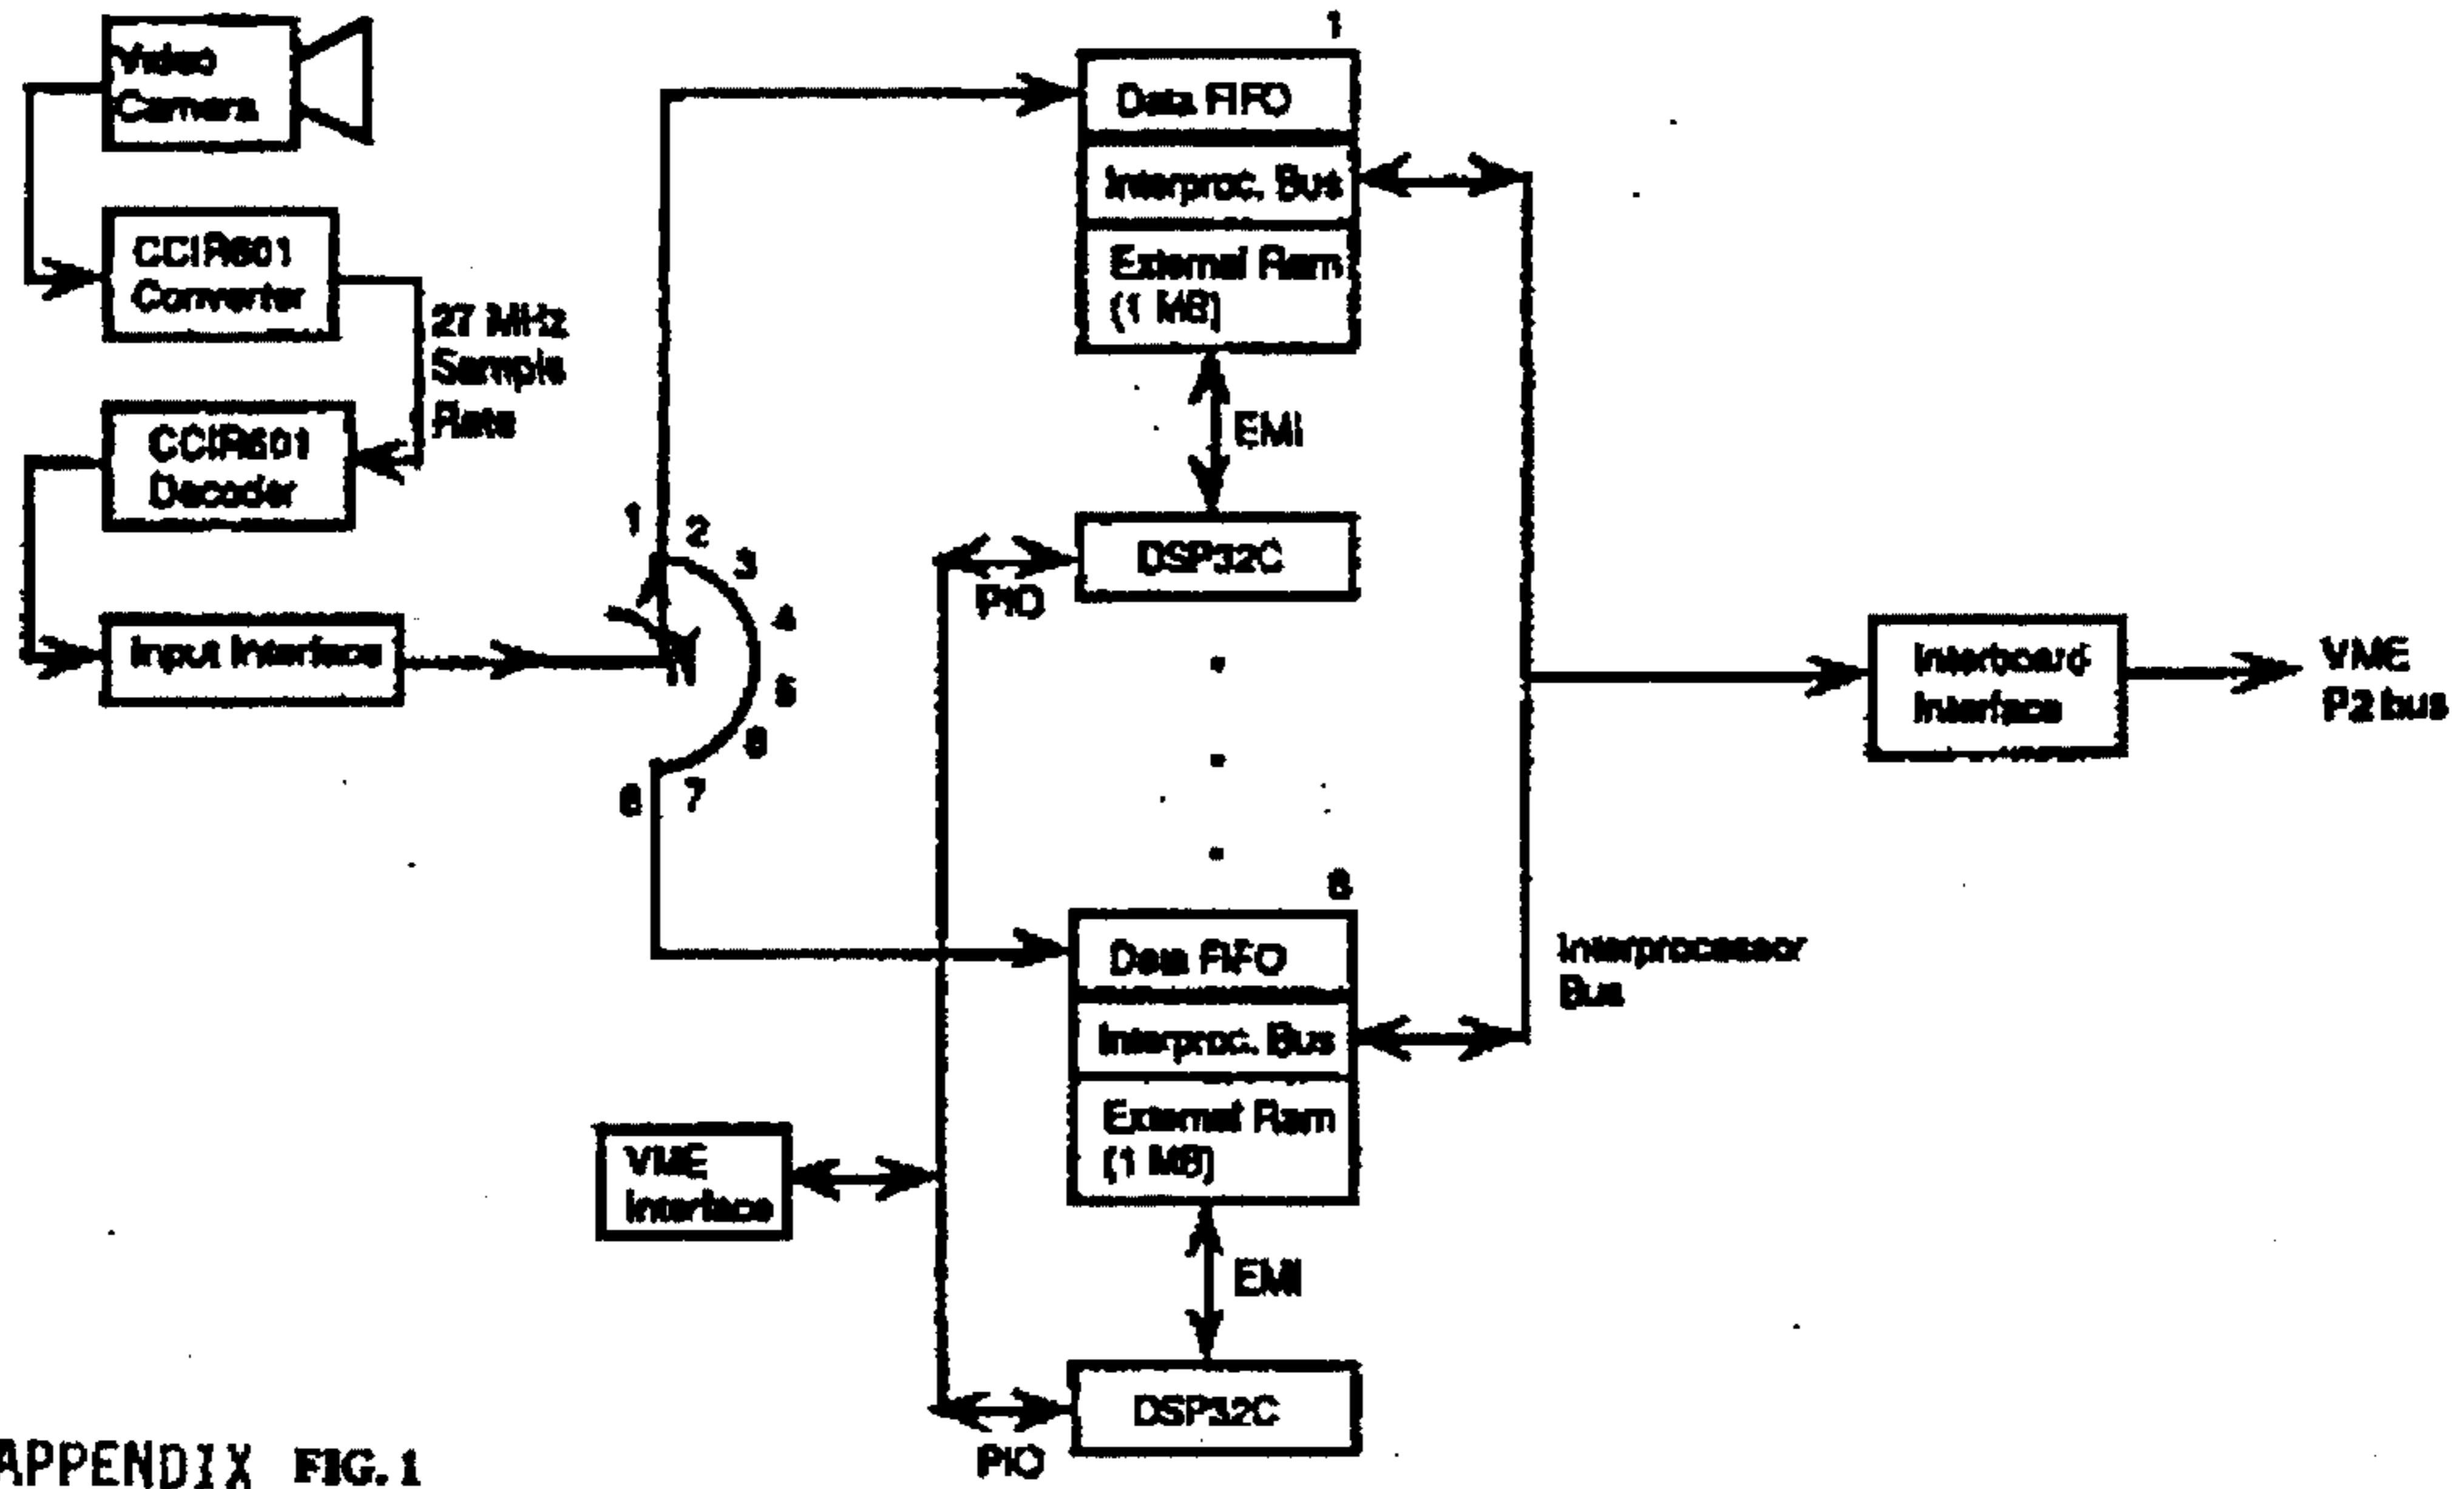 Video
Camera
CCIR601
Converter
27 MHz
Sample
Rate
CCIR601
Decoder
Input Interface
1
2
3
4
5
6
7
8
1
Data FIFO
Interproc. Bus
External Ram
(1 MB)
EMI
DSP32C
PIO
8
Data FIFO
Interproc. Bus
External Ram
(1 MB)
EMI
DSP32C
PIO
VME
Interface
Interprocessor
Bus
Interboard
Interface
VME
P2 bus
APPENDIX FIG. 1